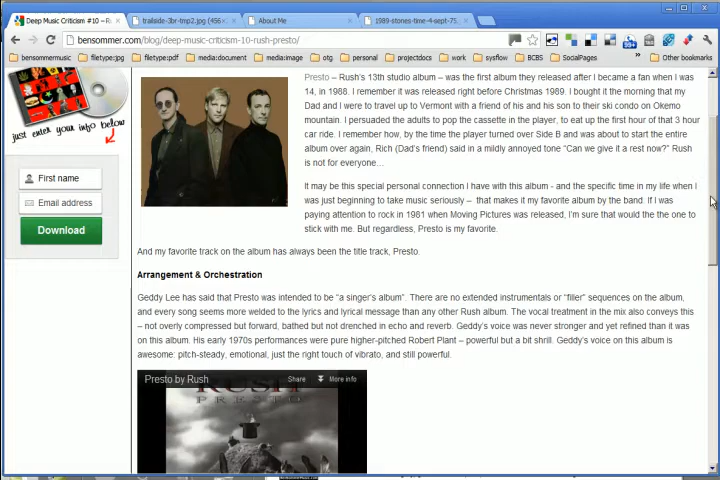 Deep Music Criticism #10 – R
trailside-3br-tmp2.jpg (456×
About Me
1989-stones-time-4-sept-75.
bensommer.com/blog/deep-music-criticism-10-rush-presto/
99+
bensommermusic
filetype:jpg
filetype:pdf
media:document
media:image
otg
personal
projectdocs
work
sysflow
BCBS
SocialPages
»
Other bookmarks
just enter your info below
First name
Email address
Download
Presto – Rush's 13th studio album – was the first album they released after I became a fan when I was
14, in 1988. I remember it was released right before Christmas 1989. I bought it the morning that my
Dad and I were to travel up to Vermont with a friend of his and his son to their ski condo on Okemo
mountain. I persuaded the adults to pop the cassette in the player, to eat up the first hour of that 3 hour
car ride. I remember how, by the time the player turned over Side B and was about to start the entire
album over again, Rich (Dad's friend) said in a mildly annoyed tone “Can we give it a rest now?” Rush
is not for everyone…
It may be this special personal connection I have with this album - and the specific time in my life when I
was just beginning to take music seriously – that makes it my favorite album by the band. If I was
paying attention to rock in 1981 when Moving Pictures was released, I'm sure that would the the one to
stick with me. But regardless, Presto is my favorite.
And my favorite track on the album has always been the title track, Presto.
Arrangement & Orchestration
Geddy Lee has said that Presto was intended to be “a singer's album”. There are no extended instrumentals or “filler” sequences on the album,
and every song seems more welded to the lyrics and lyrical message than any other Rush album. The vocal treatment in the mix also conveys this
– not overly compressed but forward, bathed but not drenched in echo and reverb. Geddy's voice was never stronger and yet refined than it was
on this album. His early 1970s performances were pure higher-pitched Robert Plant – powerful but a bit shrill. Geddy's voice on this album is
awesome: pitch-steady, emotional, just the right touch of vibrato, and still powerful.
Presto by Rush
Share
More info
RUSH
PRESTO